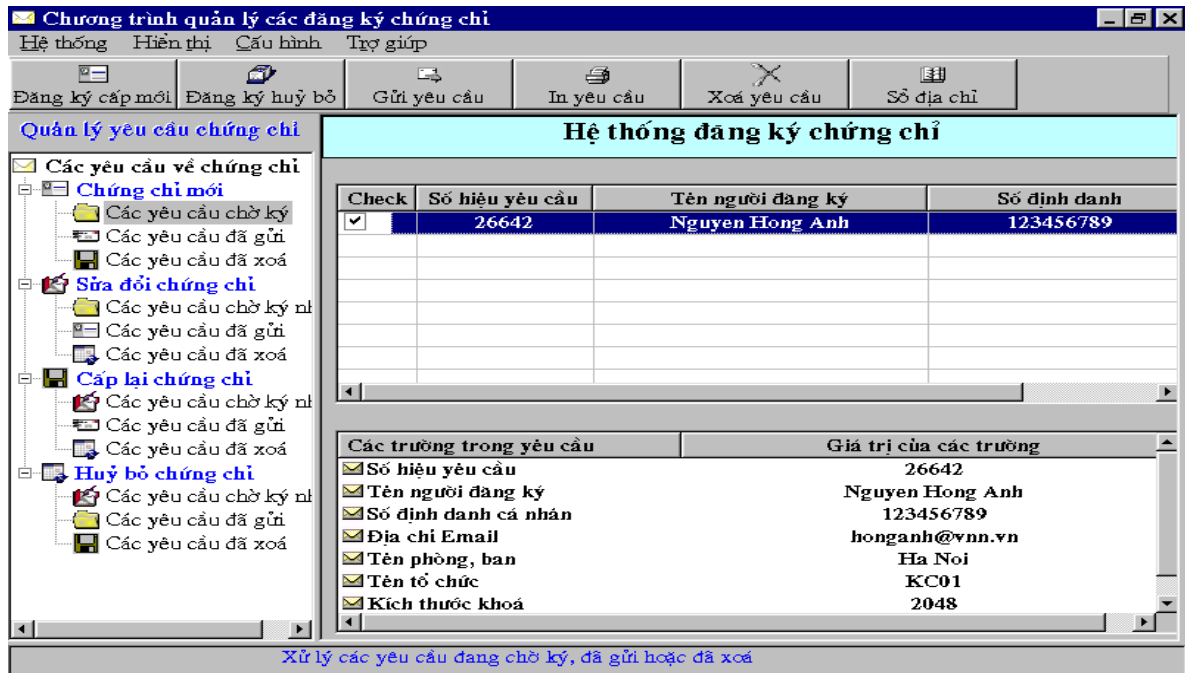 Chương trình quản lý các đăng ký chứng chỉ
Hệ thống Hiển thị Cấu hình Trợ giúp
Đăng ký cấp mới Đăng ký huỷ bỏ Gửi yêu cầu In yêu cầu Xoá yêu cầu Sổ địa chỉ
Quản lý yêu cầu chứng chỉ
Các yêu cầu về chứng chỉ
Chứng chỉ mới
Các yêu cầu chờ ký
Các yêu cầu đã gửi
Các yêu cầu đã xoá
Sửa đổi chứng chỉ
Các yêu cầu chờ ký nh
Các yêu cầu đã gửi
Các yêu cầu đã xoá
Cấp lại chứng chỉ
Các yêu cầu chờ ký nh
Các yêu cầu đã gửi
Các yêu cầu đã xoá
Huỷ bỏ chứng chỉ
Các yêu cầu chờ ký nh
Các yêu cầu đã gửi
Các yêu cầu đã xoá
Hệ thống đăng ký chứng chỉ
Check Số hiệu yêu cầu Tên người đăng ký Số định danh
26642 Nguyen Hong Anh 123456789
Các trường trong yêu cầu Giá trị của các trường
Số hiệu yêu cầu 26642
Tên người đăng ký Nguyen Hong Anh
Số định danh cá nhân 123456789
Địa chỉ Email honganh@vnn.vn
Tên phòng, ban Ha Noi
Tên tổ chức KC01
Kích thước khoá 2048
Xử lý các yêu cầu đang chờ ký, đã gửi hoặc đã xoá